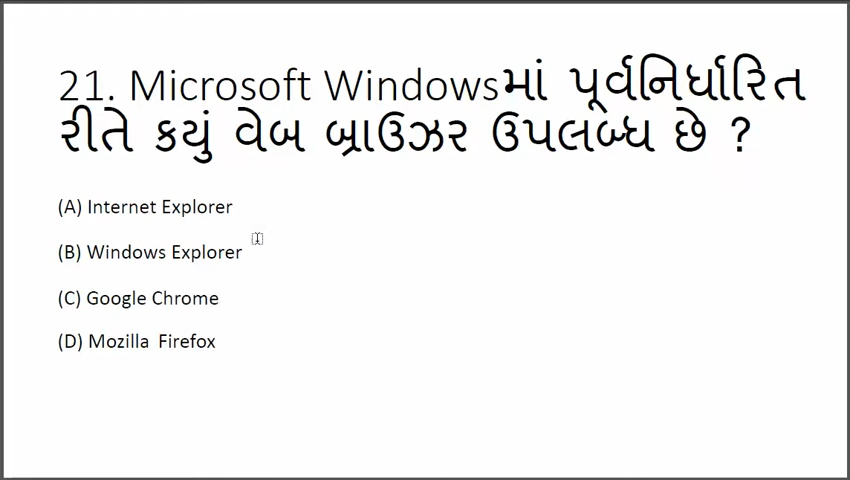 21. Microsoft Windowsમાં પૂર્વનિર્ધારિત
રીતે કયું વેબ બ્રાઉઝર ઉપલબ્ધ છે ?
(A) Internet Explorer
(B) Windows Explorer
(C) Google Chrome
(D) Mozilla Firefox